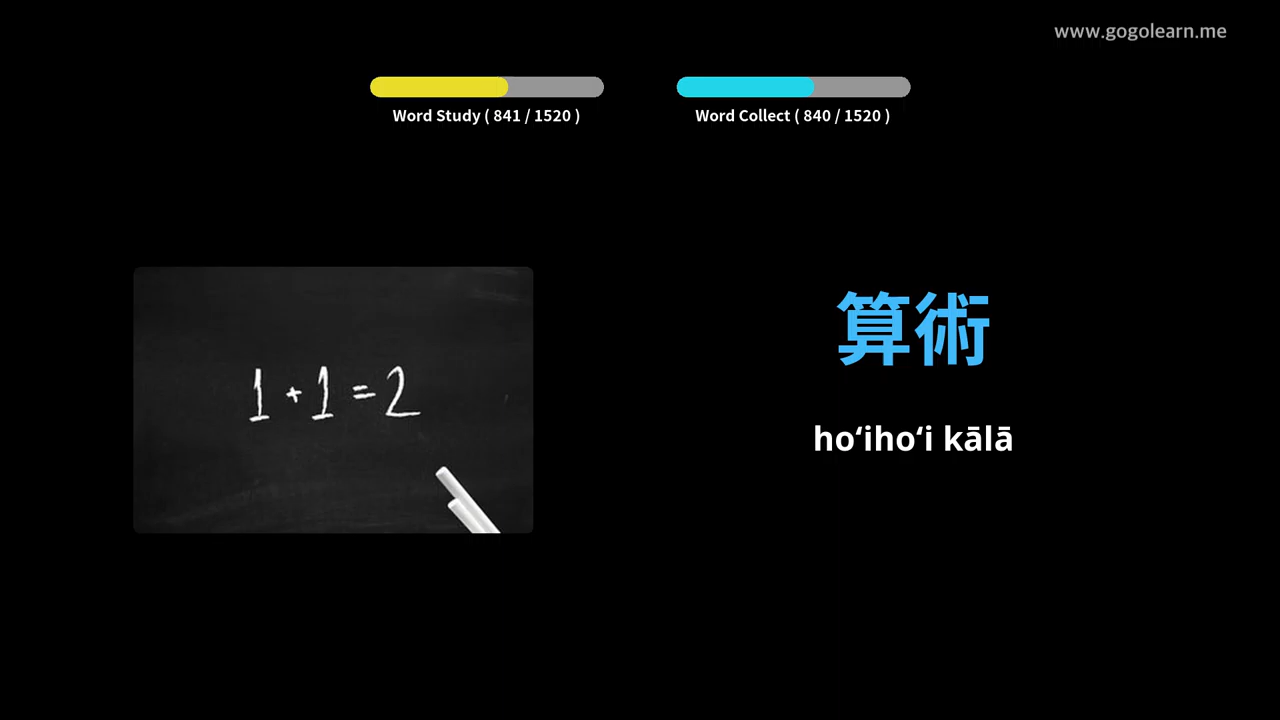 www.gogolearn.me
Word Study ( 841 / 1520 )
Word Collect ( 840 / 1520 )
1 + 1 = 2
算術
hoʻihoʻi kālā